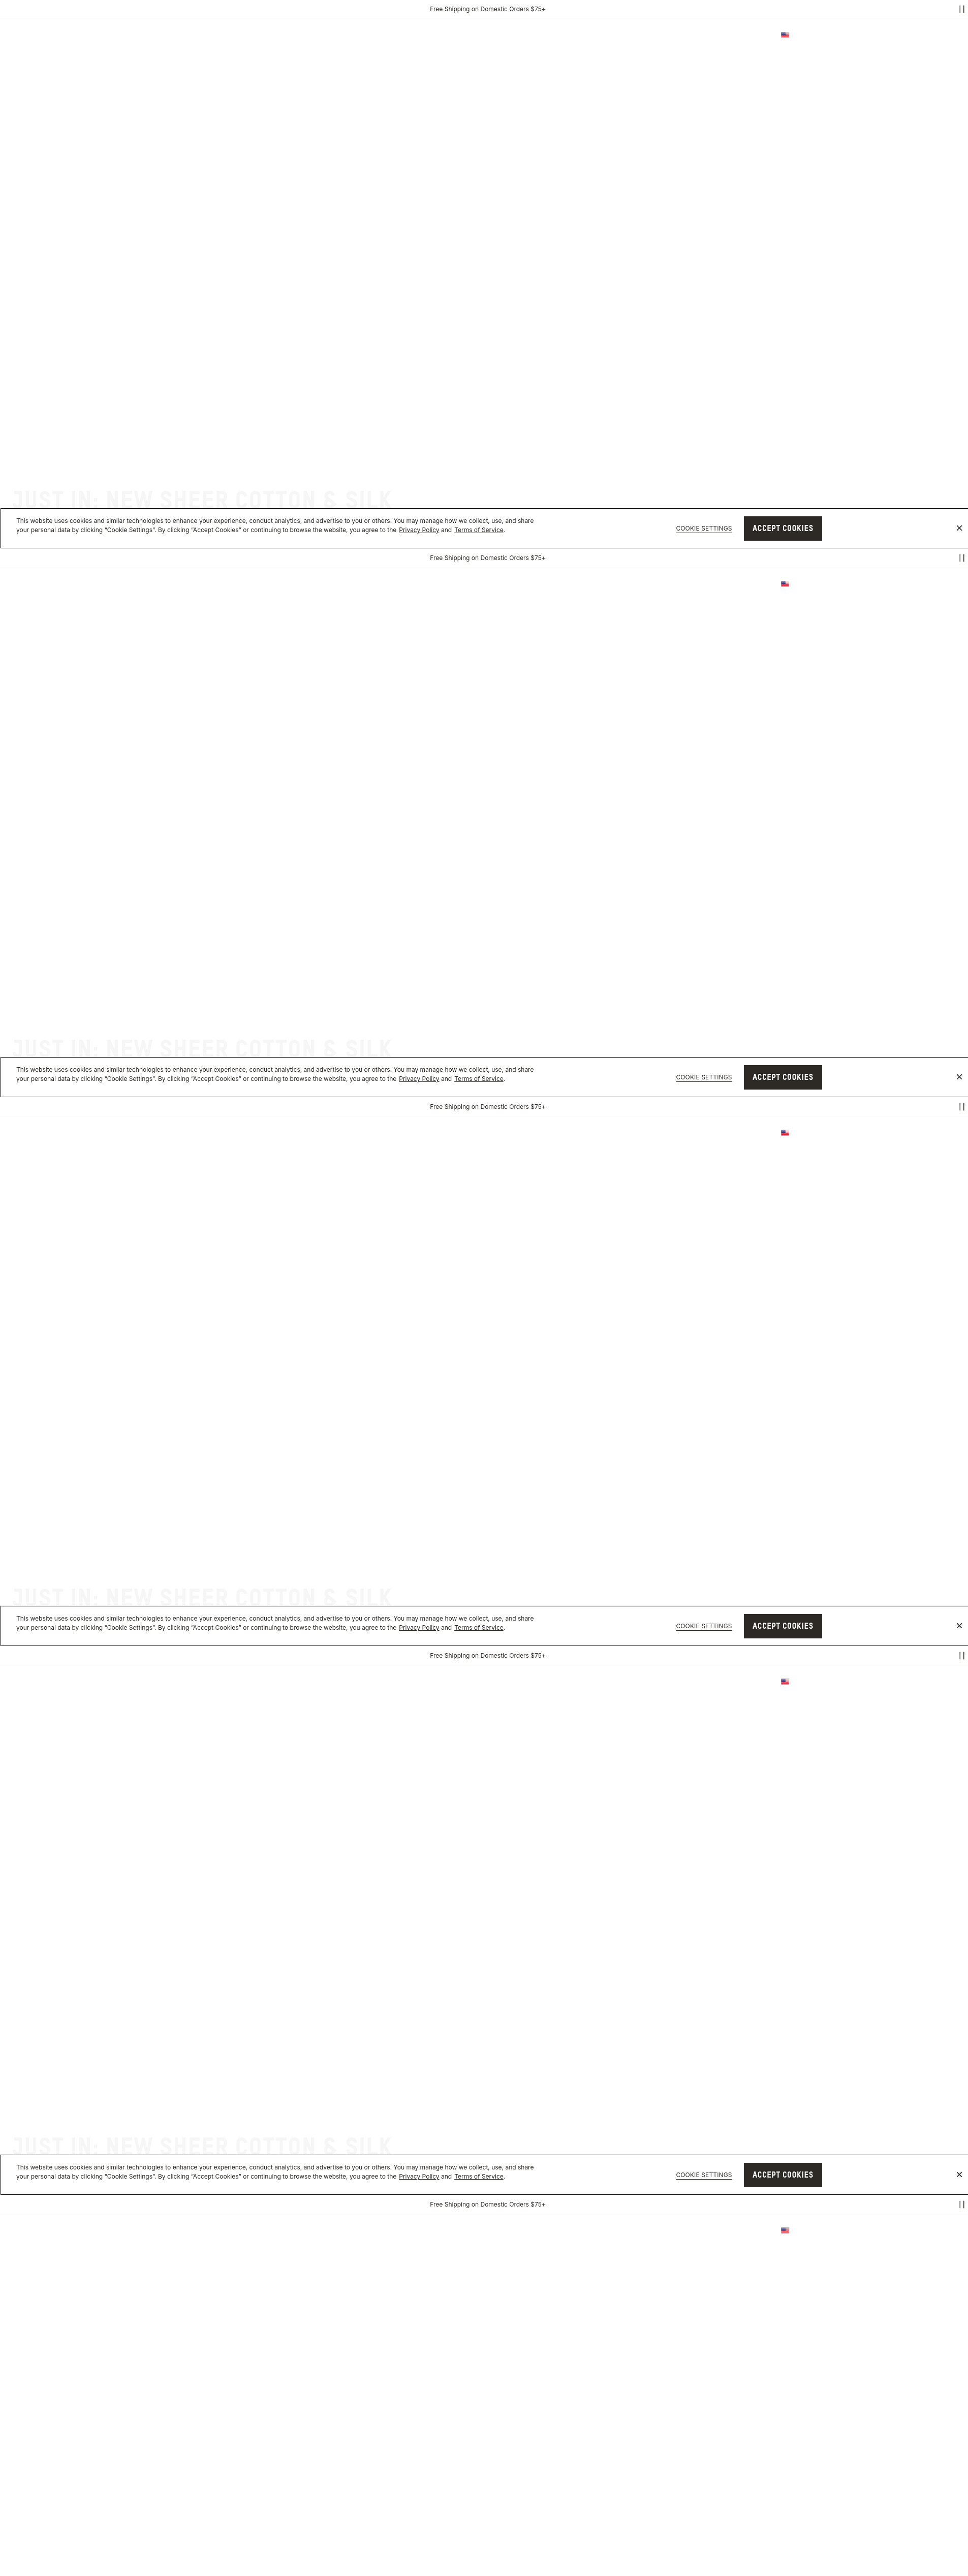 Free Shipping on Domestic Orders $75+
JUST IN: NEW SHEER COTTON & SILK
This website uses cookies and similar technologies to enhance your experience, conduct analytics, and advertise to you or others. You may manage how we collect, use, and share
your personal data by clicking "Cookie Settings". By clicking "Accept Cookies" or continuing to browse the website, you agree to the Privacy Policy and Terms of Service.
COOKIE SETTINGS
ACCEPT COOKIES
Free Shipping on Domestic Orders $75+
JUST IN: NEW SHEER COTTON & SILK
This website uses cookies and similar technologies to enhance your experience, conduct analytics, and advertise to you or others. You may manage how we collect, use, and share
your personal data by clicking "Cookie Settings". By clicking "Accept Cookies" or continuing to browse the website, you agree to the Privacy Policy and Terms of Service.
COOKIE SETTINGS
ACCEPT COOKIES
Free Shipping on Domestic Orders $75+
JUST IN: NEW SHEER COTTON & SILK
This website uses cookies and similar technologies to enhance your experience, conduct analytics, and advertise to you or others. You may manage how we collect, use, and share
your personal data by clicking "Cookie Settings". By clicking "Accept Cookies" or continuing to browse the website, you agree to the Privacy Policy and Terms of Service.
COOKIE SETTINGS
ACCEPT COOKIES
Free Shipping on Domestic Orders $75+
JUST IN: NEW SHEER COTTON & SILK
This website uses cookies and similar technologies to enhance your experience, conduct analytics, and advertise to you or others. You may manage how we collect, use, and share
your personal data by clicking "Cookie Settings". By clicking "Accept Cookies" or continuing to browse the website, you agree to the Privacy Policy and Terms of Service.
COOKIE SETTINGS
ACCEPT COOKIES
Free Shipping on Domestic Orders $75+